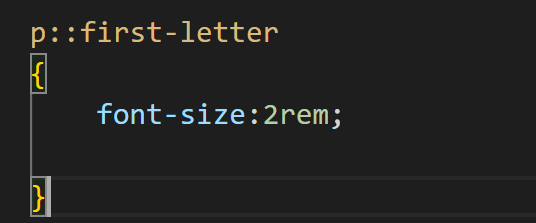 p::first-letter
{
    font-size:2rem;
}